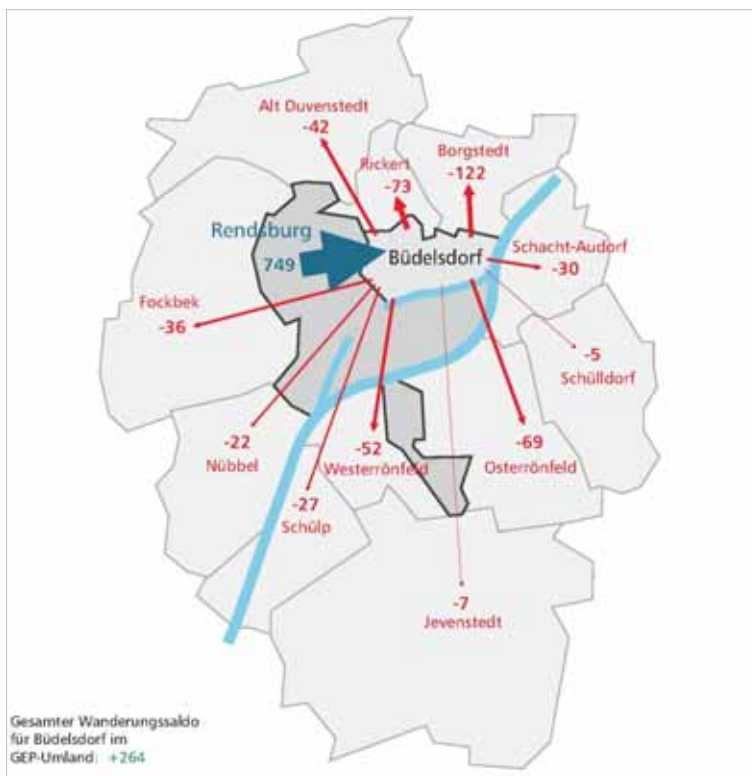 Alt Duvenstedt
-42
Rickert
-73
Borgstedt
-122
Rendsburg
749
Büdelsdorf
Schacht-Audorf
-30
Fockbek
-36
-5
Schülldorf
-22
Nübbel
-52
Westerrönfeld
-69
Osterrönfeld
-27
Schülp
-7
Jevenstedt
Gesamter Wanderungssaldo
für Büdelsdorf im
GEP-Umland: +264